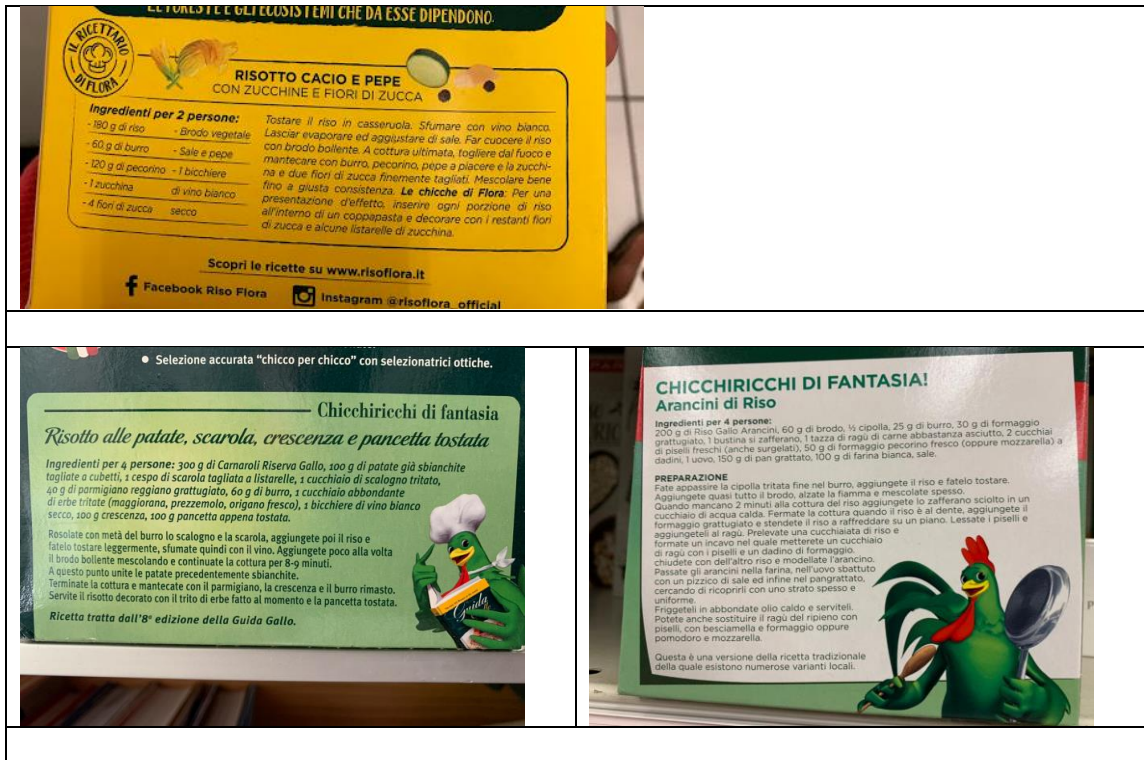 LE FORESTE E GLI ECOSISTEMI CHE DA ESSE DIPENDONO.
IL RICETTARIO
DI FLORA
RISOTTO CACIO E PEPE
CON ZUCCHINE E FIORI DI ZUCCA
Ingredienti per 2 persone:
- 180 g di riso - Brodo vegetale
- 60 g di burro - Sale e pepe
- 120 g di pecorino - 1 bicchiere
- 1 zucchina di vino bianco
- 4 fiori di zucca secco
Tostare il riso in casseruola. Sfumare con vino bianco.
Lasciar evaporare ed aggiustare di sale. Far cuocere il riso
con brodo bollente. A cottura ultimata, togliere dal fuoco e
mantecare con burro, pecorino, pepe a piacere e la zucchi-
na e due fiori di zucca finemente tagliati. Mescolare bene
fino a giusta consistenza. Le chicche di Flora: Per una
presentazione d'effetto, inserire ogni porzione di riso
all'interno di un coppapasta e decorare con i restanti fiori
di zucca e alcune listarelle di zucchina.
Scopri le ricette su www.risoflora.it
Facebook Riso Flora
Instagram @risoflora_official
• Selezione accurata "chicco per chicco" con selezionatrici ottiche.
Chicchiricchi di fantasia
Risotto alle patate, scarola, crescenza e pancetta tostata
Ingredienti per 4 persone: 300 g di Carnaroli Riserva Gallo, 100 g di patate già sbianchite
tagliate a cubetti, 1 cespo di scarola tagliata a listarelle, 1 cucchiaio di scalogno tritato,
40 g di parmigiano reggiano grattugiato, 60 g di burro, 1 cucchiaio abbondante
di erbe tritate (maggiorana, prezzemolo, origano fresco), 1 bicchiere di vino bianco
secco, 100 g crescenza, 100 g pancetta appena tostata.
Rosolate con metà del burro lo scalogno e la scarola, aggiungete poi il riso e
fatelo tostare leggermente, sfumate quindi con il vino. Aggiungete poco alla volta
il brodo bollente mescolando e continuate la cottura per 8-9 minuti.
A questo punto unite le patate precedentemente sbianchite.
Terminate la cottura e mantecate con il parmigiano, la crescenza e il burro rimasto.
Servite il risotto decorato con il trito di erbe fatto al momento e la pancetta tostata.
Ricetta tratta dall'8ª edizione della Guida Gallo.
Guida
CHICCHIRICCHI DI FANTASIA!
Arancini di Riso
Ingredienti per 4 persone:
200 g di Riso Gallo Arancini, 60 g di brodo, ½ cipolla, 25 g di burro, 30 g di formaggio
grattugiato, 1 bustina si zafferano, 1 tazza di ragù di carne abbastanza asciutto, 2 cucchiai
di piselli freschi (anche surgelati), 50 g di formaggio pecorino fresco (oppure mozzarella) a
dadini, 1 uovo, 150 g di pan grattato, 100 g di farina bianca, sale.
PREPARAZIONE
Fate appassire la cipolla tritata fine nel burro, aggiungete il riso e fatelo tostare.
Aggiungete quasi tutto il brodo, alzate la fiamma e mescolate spesso.
Quando mancano 2 minuti alla cottura del riso aggiungete lo zafferano sciolto in un
cucchiaio di acqua calda. Fermate la cottura quando il riso è al dente, aggiungete il
formaggio grattugiato e stendete il riso a raffreddare su un piano. Lessate i piselli e
aggiungeteli al ragù. Prelevate una cucchiaiata di riso e
formate un incavo nel quale metterete un cucchiaio
di ragù con i piselli e un dadino di formaggio.
chiudete con dell'altro riso e modellate l'arancino.
Passate gli arancini nella farina, nell'uovo sbattuto
con un pizzico di sale ed infine nel pangrattato,
cercando di ricoprirli con uno strato spesso e
uniforme.
Friggeteli in abbondate olio caldo e serviteli.
Potete anche sostituire il ragù del ripieno con
piselli, con besciamella e formaggio oppure
pomodoro e mozzarella.
Questa è una versione della ricetta tradizionale
della quale esistono numerose varianti locali.